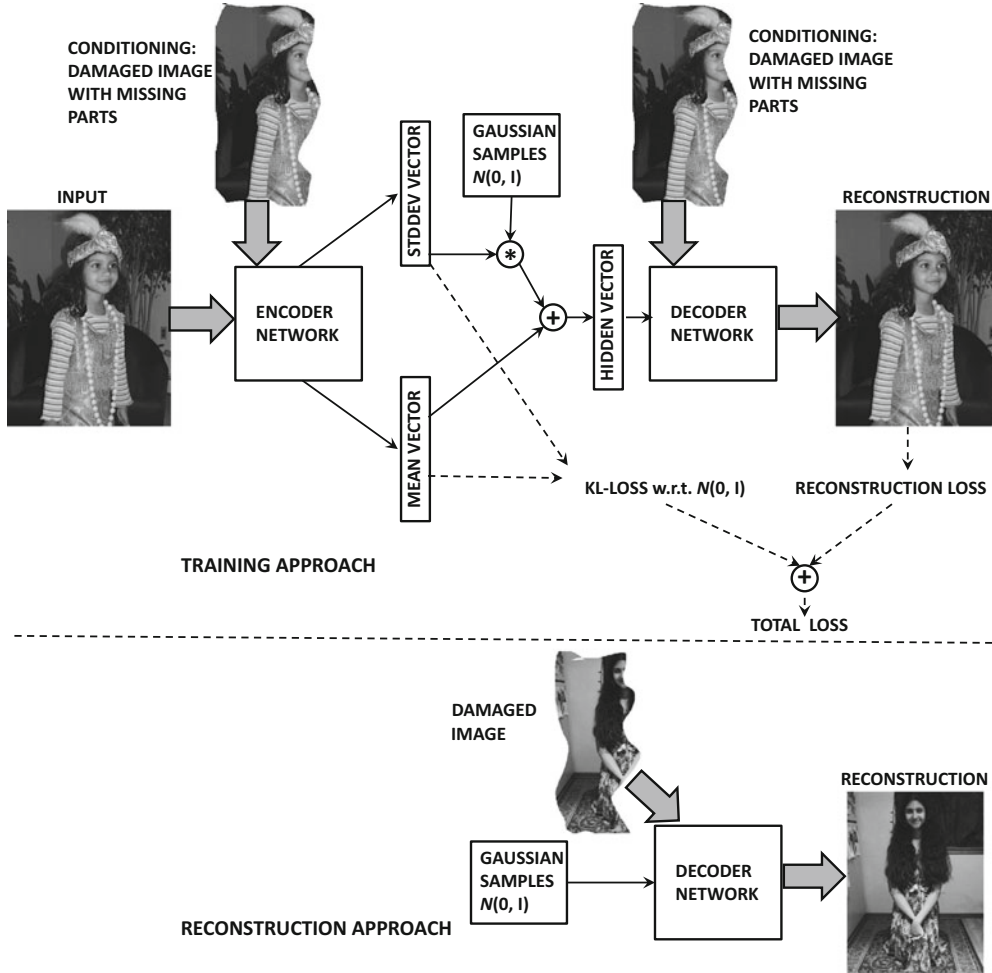 CONDITIONING:
DAMAGED IMAGE
WITH MISSING
PARTS
CONDITIONING:
DAMAGED IMAGE
WITH MISSING
PARTS
INPUT
STDDEV VECTOR
GAUSSIAN
SAMPLES
N(0, I)
RECONSTRUCTION
*
ENCODER
NETWORK
+
HIDDEN VECTOR
DECODER
NETWORK
MEAN VECTOR
KL-LOSS w.r.t. N(0, I)
RECONSTRUCTION LOSS
TRAINING APPROACH
+
TOTAL LOSS
DAMAGED
IMAGE
RECONSTRUCTION
GAUSSIAN
SAMPLES
N(0, I)
DECODER
NETWORK
RECONSTRUCTION APPROACH